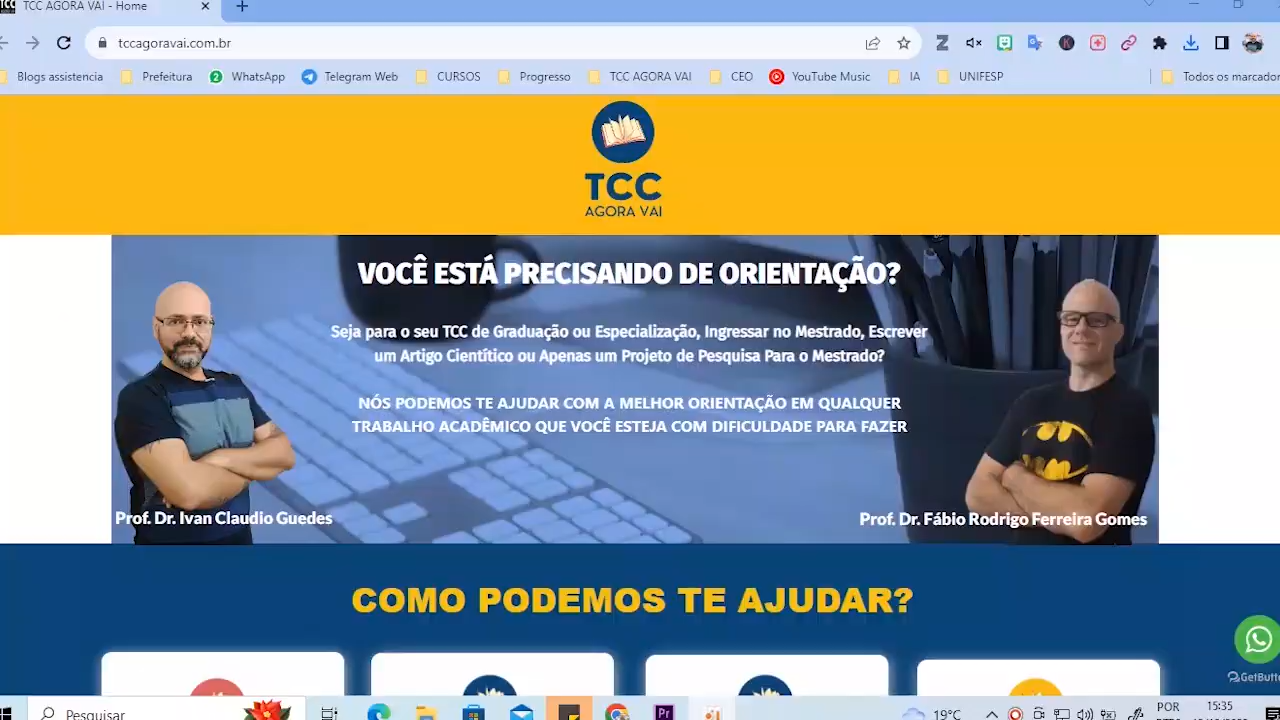 TCC AGORA VAI - Home
tccagoravai.com.br
Blogs assistencia
Prefeitura
2 WhatsApp
Telegram Web
CURSOS
Progresso
TCC AGORA VAI
CEO
YouTube Music
IA
UNIFESP
Todos os marcador
TCC
AGORA VAI
VOCÊ ESTÁ PRECISANDO DE ORIENTAÇÃO?
Seja para o seu TCC de Graduação ou Especialização, Ingressar no Mestrado, Escrever
um Artigo Científico ou Apenas um Projeto de Pesquisa Para o Mestrado?
NÓS PODEMOS TE AJUDAR COM A MELHOR ORIENTAÇÃO EM QUALQUER
TRABALHO ACADÊMICO QUE VOCÊ ESTEJA COM DIFICULDADE PARA FAZER
Prof. Dr. Ivan Claudio Guedes
Prof. Dr. Fábio Rodrigo Ferreira Gomes
COMO PODEMOS TE AJUDAR?
GetButt
Pesquisar
Pr
19°C
POR
15:35